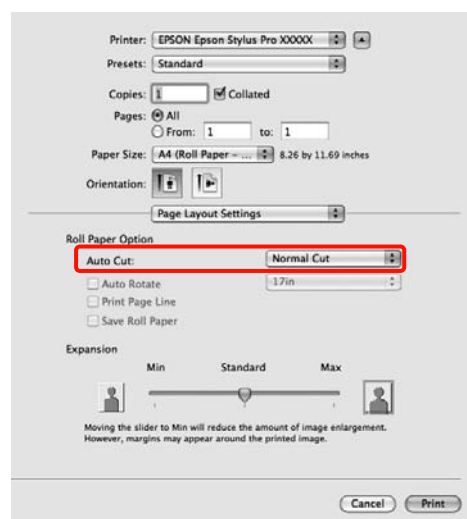 Printer: EPSON Epson Stylus Pro XXXXX
Presets: Standard
Copies: 1 Collated
Pages: All
From: 1 to: 1
Paper Size: A4 (Roll Paper – ... 8.26 by 11.69 inches
Orientation:
Page Layout Settings
Roll Paper Option
Auto Cut: Normal Cut
Auto Rotate 17in
Print Page Line
Save Roll Paper
Expansion
Min Standard Max
Moving the slider to Min will reduce the amount of image enlargement.
However, margins may appear around the printed image.
Cancel Print